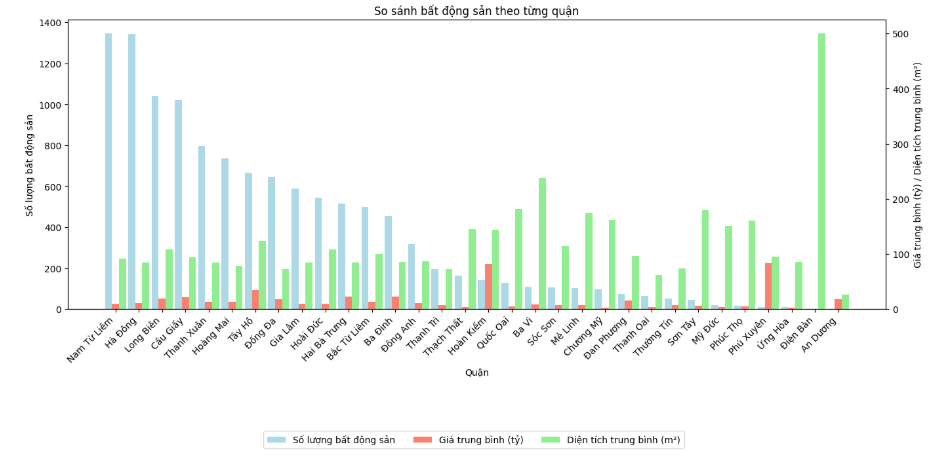 So sánh bất động sản theo từng quận
Số lượng bất động sản
1400
1200
1000
800
600
400
200
0
Giá trung bình (tỷ) / Diện tích trung bình (m²)
500
400
300
200
100
0
Nam Từ Liêm
Hà Đông
Long Biên
Cầu Giấy
Thanh Xuân
Hoàng Mai
Tây Hồ
Đống Đa
Gia Lâm
Hoài Đức
Hai Bà Trưng
Bắc Từ Liêm
Ba Đình
Đông Anh
Thanh Trì
Thạch Thất
Hoàn Kiếm
Quốc Oai
Ba Vì
Sóc Sơn
Mê Linh
Chương Mỹ
Đan Phượng
Thanh Oai
Thường Tín
Sơn Tây
Mỹ Đức
Phúc Thọ
Phú Xuyên
Ứng Hòa
Điện Bàn
An Dương
Quận
Số lượng bất động sản
Giá trung bình (tỷ)
Diện tích trung bình (m²)